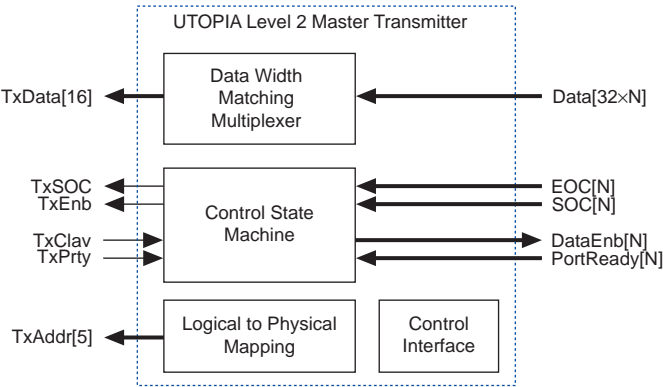 UTOPIA Level 2 Master Transmitter
TxData[16]
Data Width
Matching
Multiplexer
Data[32×N]
TxSOC
TxEnb
TxClav
TxPrty
Control State
Machine
EOC[N]
SOC[N]
DataEnb[N]
PortReady[N]
TxAddr[5]
Logical to Physical
Mapping
Control
Interface